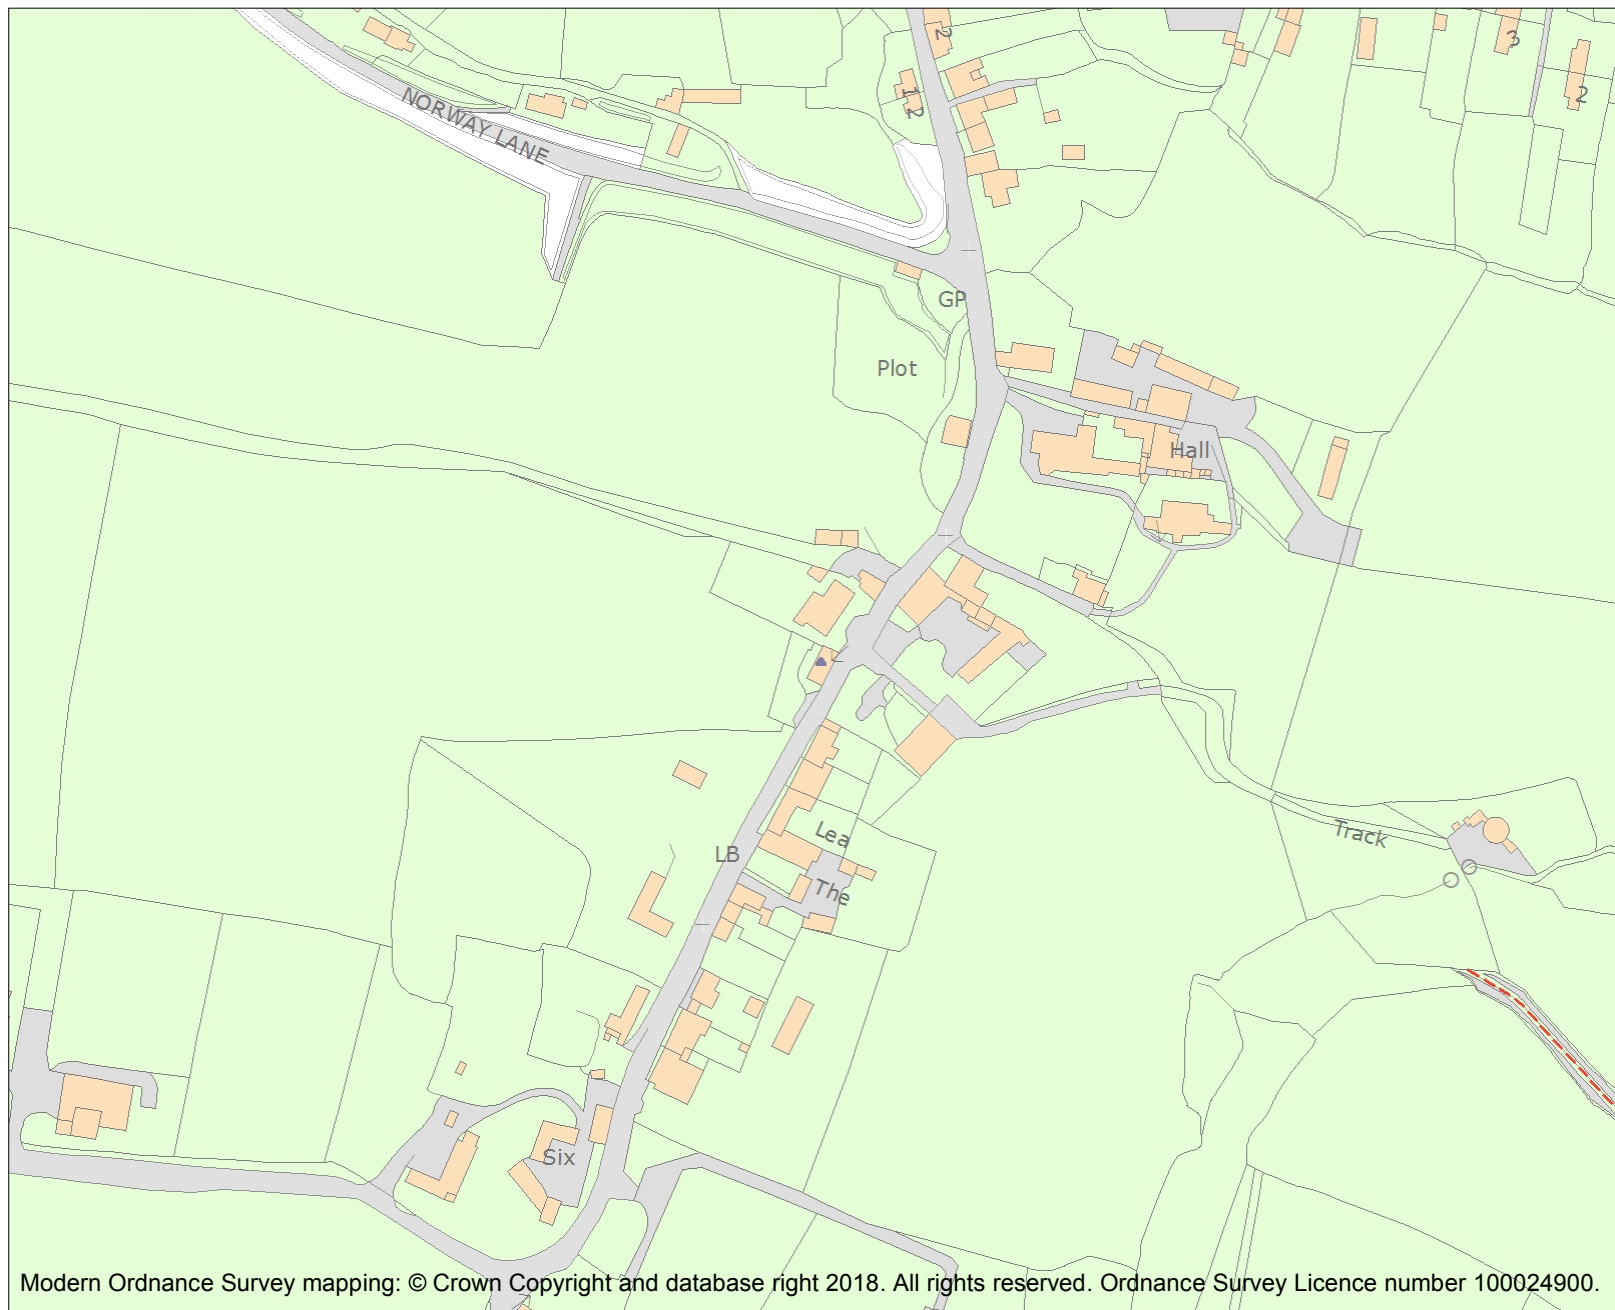 2
3
12
2
NORWAY LANE
GP
Plot
Hall
Lea
The
LB
Track
Six
Modern Ordnance Survey mapping: © Crown Copyright and database right 2018. All rights reserved. Ordnance Survey Licence number 100024900.